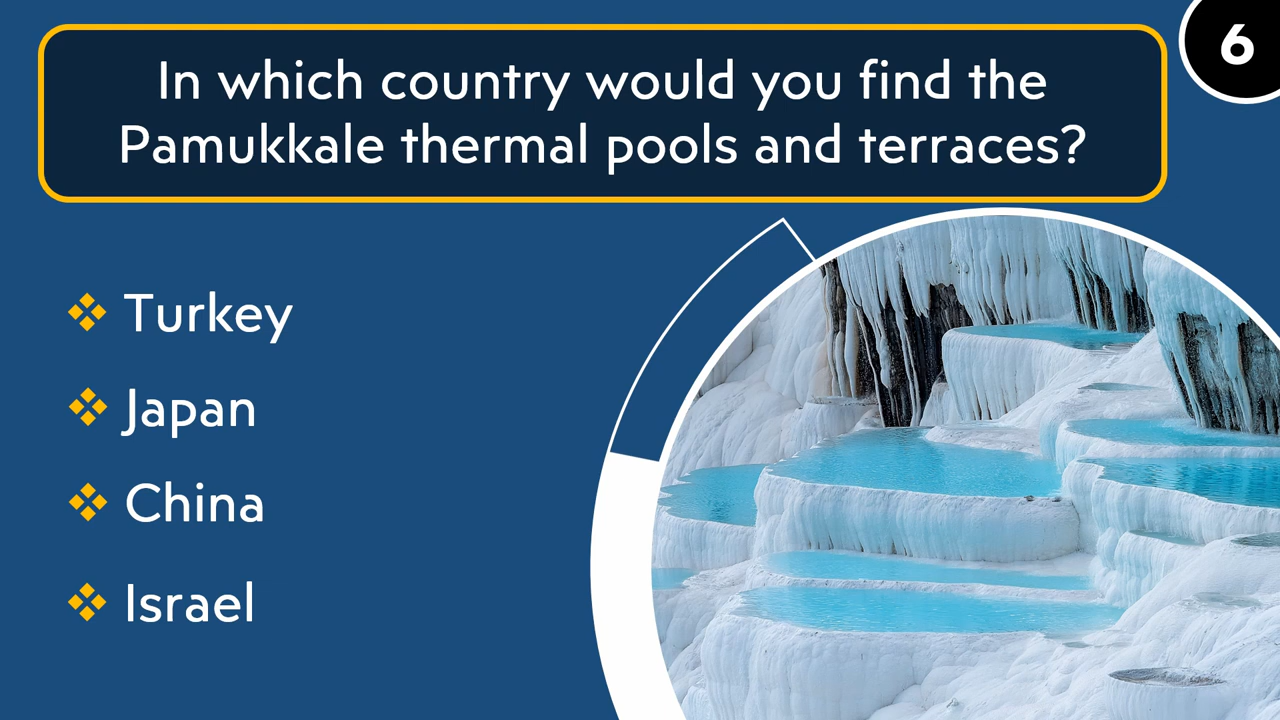 In which country would you find the
Pamukkale thermal pools and terraces?
6
Turkey
Japan
China
Israel